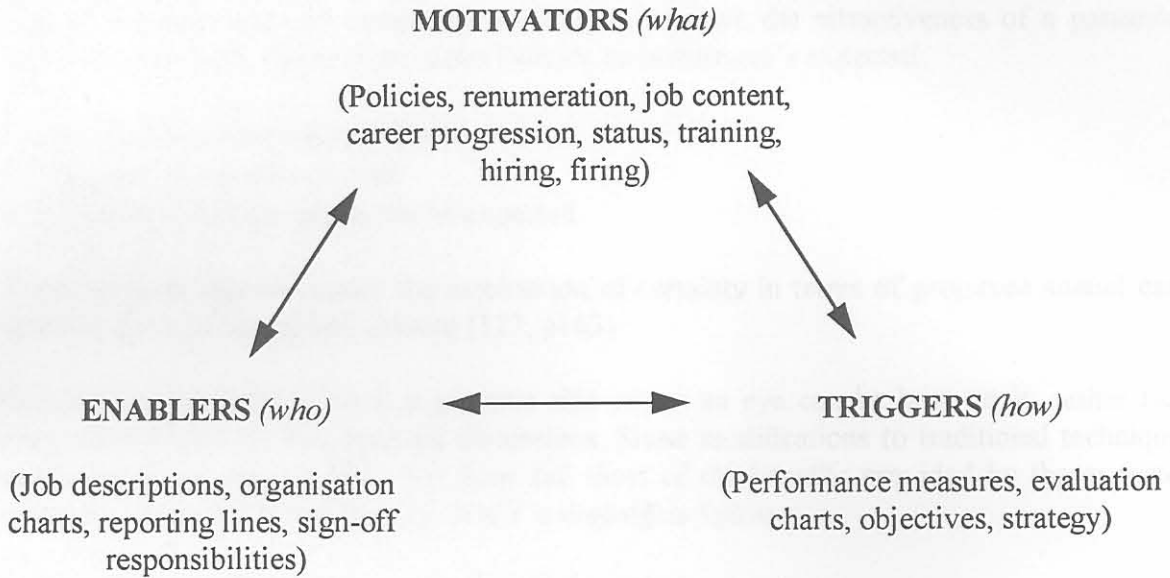 MOTIVATORS (what)
(Policies, renumeration, job content,
career progression, status, training,
hiring, firing)
ENABLERS (who)
TRIGGERS (how)
(Job descriptions, organisation
charts, reporting lines, sign-off
responsibilities)
(Performance measures, evaluation
charts, objectives, strategy)